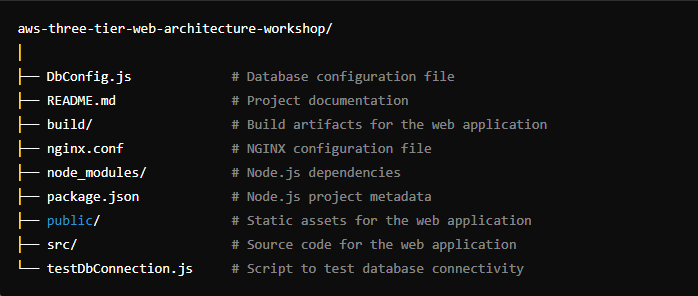 aws-three-tier-web-architecture-workshop/
│
├── DbConfig.js             # Database configuration file
├── README.md               # Project documentation
├── build/                  # Build artifacts for the web application
├── nginx.conf              # NGINX configuration file
├── node_modules/           # Node.js dependencies
├── package.json            # Node.js project metadata
├── public/                 # Static assets for the web application
├── src/                    # Source code for the web application
└── testDbConnection.js     # Script to test database connectivity